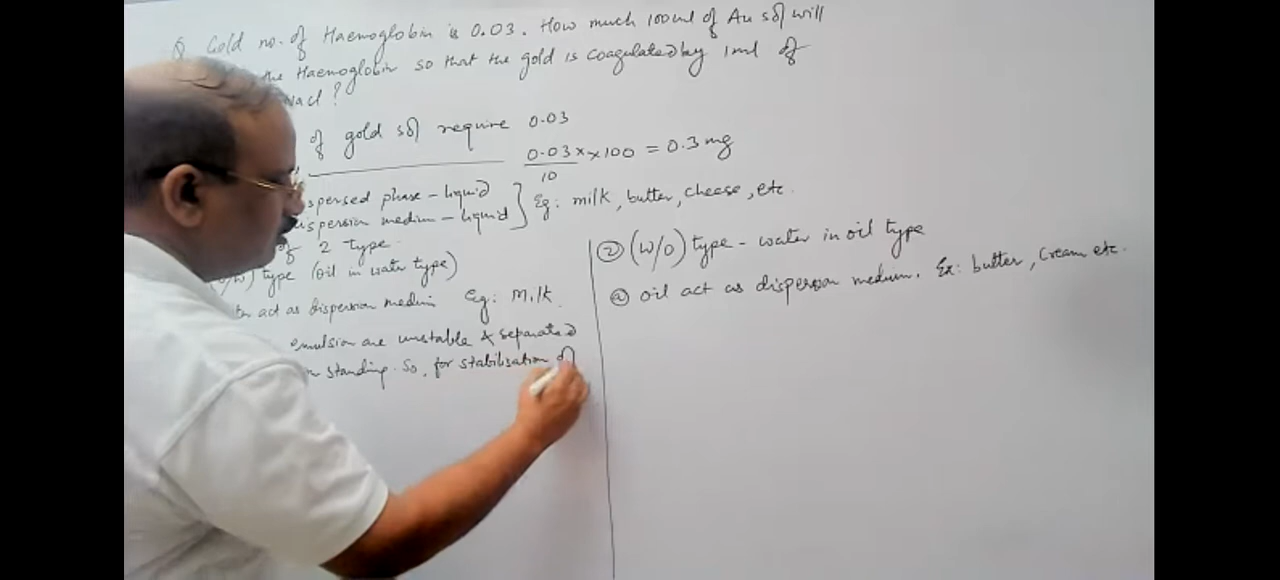 Q Gold no. of Haemoglobin is 0.03. How much 100ml of Au sol will
the Haemoglobin so that the gold is coagulated by 1ml of
Nacl ?
of gold sol require 0.03
0.03 x x 100 = 0.3 mg
10
spersed phase - liquid
ispersion medium - liquid ] Eg: milk, butter, cheese, etc.
of 2 Type.
/w) type (oil in water type)
act as dispersion medium Eg: Milk.
emulsion are unstable & separated
standing. So, for stabilisation of
② (W/O) type - water in oil type
ⓐ oil act as dispersion medium. Ex: butter, Cream etc.